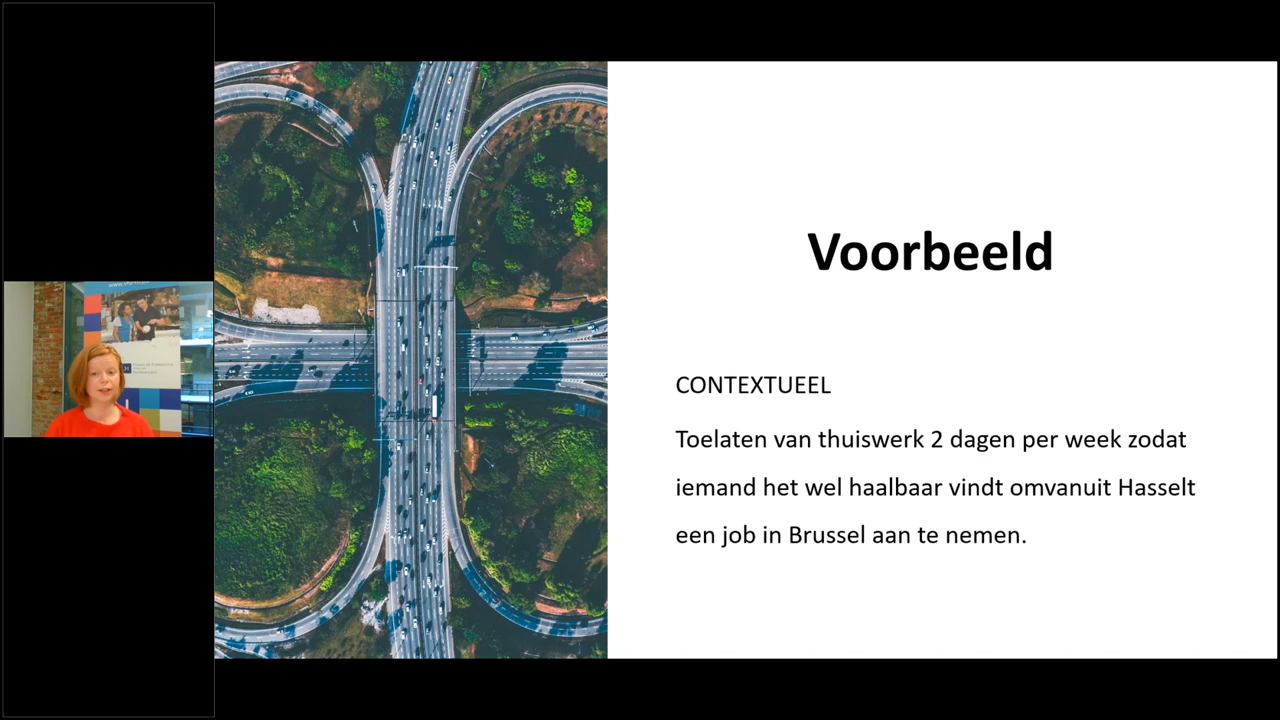 Voorbeeld
CONTEXTUEEL
Toelaten van thuiswerk 2 dagen per week zodat
iemand het wel haalbaar vindt omvanuit Hasselt
een job in Brussel aan te nemen.